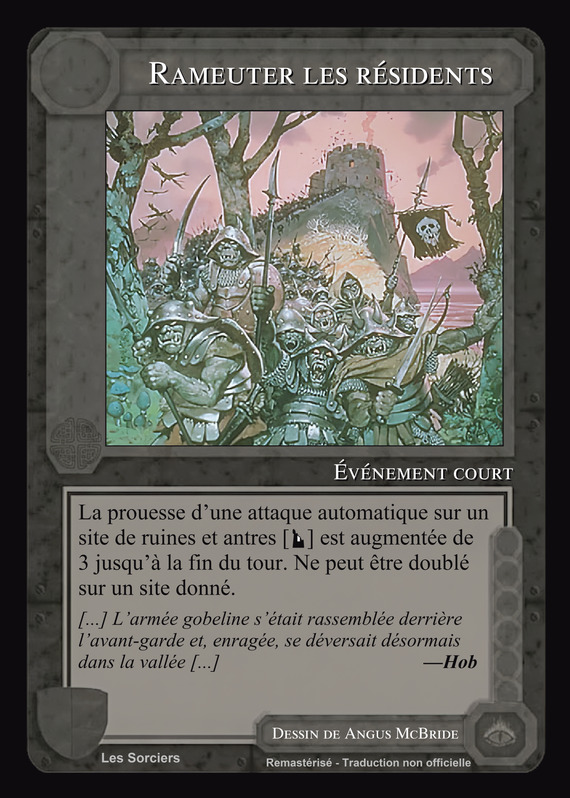 Rameuter les résidents
Événement court
La prouesse d'une attaque automatique sur un
site de ruines et antres [] est augmentée de
3 jusqu'à la fin du tour. Ne peut être doublé
sur un site donné.
[...] L'armée gobeline s'était rassemblée derrière
l'avant-garde et, enragée, se déversait désormais
dans la vallée [...] —Hob
Dessin de Angus McBride
Les Sorciers
Remastérisé - Traduction non officielle